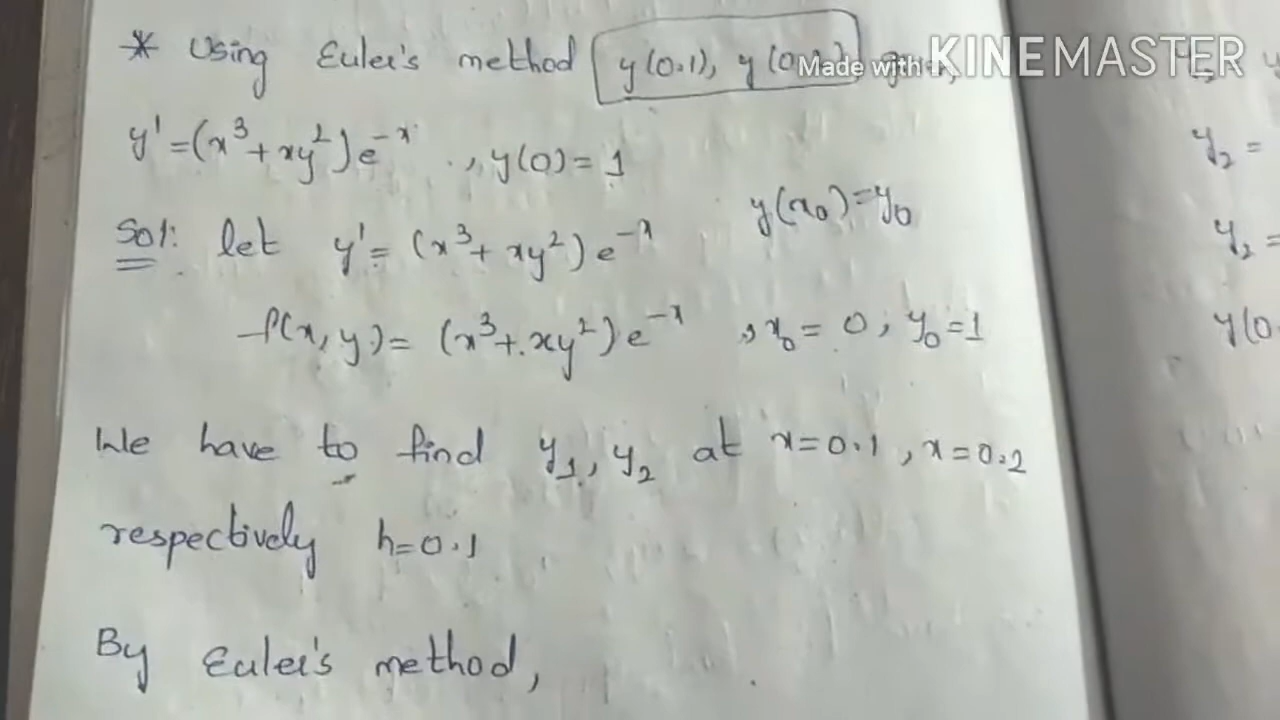 * Using Euler's method y(0.1), y(0.2)
Made with KINEMASTER
y' = (x³ + xy²)e⁻ˣ , y(0) = 1
Sol: let y' = (x³ + xy²)e⁻ˣ y(x₀) = y₀
f(x, y) = (x³ + xy²)e⁻ˣ , x₀ = 0, y₀ = 1
We have to find y₁, y₂ at x = 0.1, x = 0.2
respectively h = 0.1
By Euler's method,
y₂ =
y₂ =
y(0.